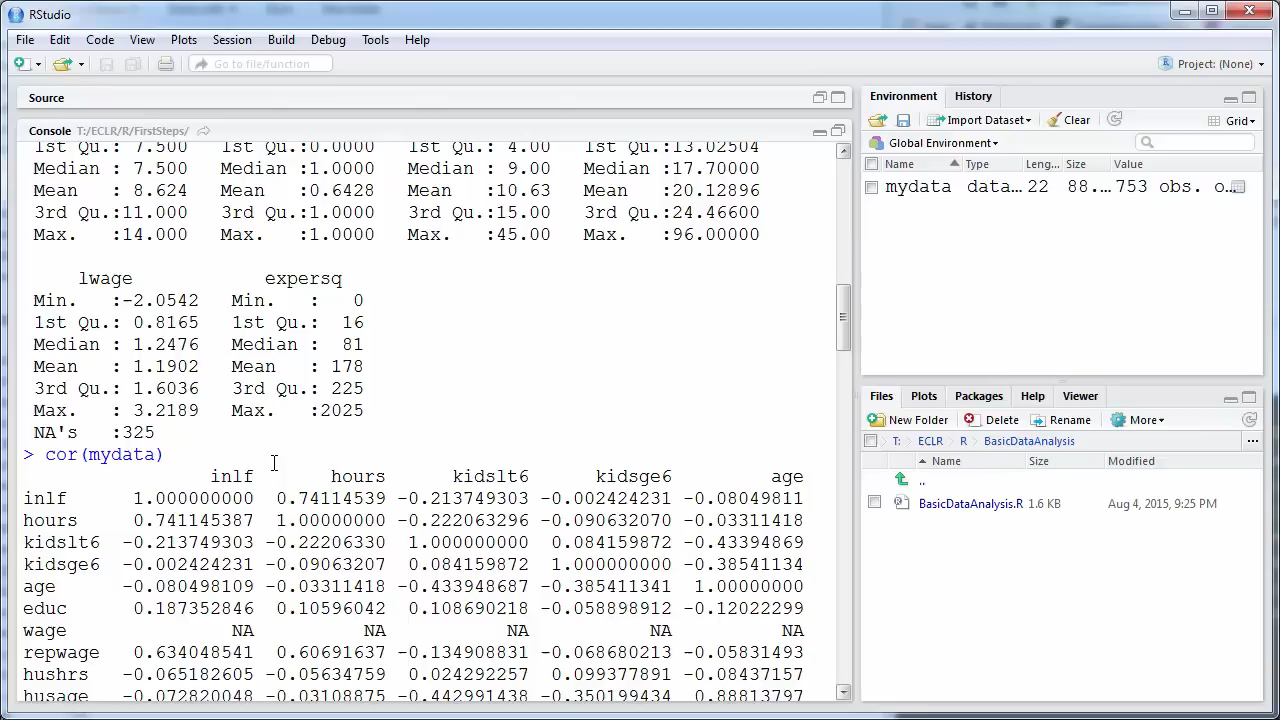 RStudio
File Edit Code View Plots Session Build Debug Tools Help
Go to file/function Project: (None)
Source
Console T:/ECLR/R/FirstSteps/
1st Qu.: 7.500 1st Qu.:0.0000 1st Qu.: 4.00 1st Qu.:13.02504
Median : 7.500 Median :1.0000 Median : 9.00 Median :17.70000
Mean : 8.624 Mean :0.6428 Mean :10.63 Mean :20.12896
3rd Qu.:11.000 3rd Qu.:1.0000 3rd Qu.:15.00 3rd Qu.:24.46600
Max. :14.000 Max. :1.0000 Max. :45.00 Max. :96.00000
lwage expersq
Min. :-2.0542 Min. : 0
1st Qu.: 0.8165 1st Qu.: 16
Median : 1.2476 Median : 81
Mean : 1.1902 Mean : 178
3rd Qu.: 1.6036 3rd Qu.: 225
Max. : 3.2189 Max. :2025
NA's :325
> cor(mydata)
inlf hours kidslt6 kidsge6 age
inlf 1.000000000 0.74114539 -0.213749303 -0.002424231 -0.08049811
hours 0.741145387 1.00000000 -0.222063296 -0.090632070 -0.03311418
kidslt6 -0.213749303 -0.22206330 1.000000000 0.084159872 -0.43394869
kidsge6 -0.002424231 -0.09063207 0.084159872 1.000000000 -0.38541134
age -0.080498109 -0.03311418 -0.433948687 -0.385411341 1.00000000
educ 0.187352846 0.10596042 0.108690218 -0.058898912 -0.12022299
wage NA NA NA NA NA
repwage 0.634048541 0.60691637 -0.134908831 -0.068680213 -0.05831493
hushrs -0.065182605 -0.05634759 0.024292257 0.099377891 -0.08437157
husage -0.072820048 -0.03108875 -0.442991438 -0.350199434 0.88813797
Environment History
Import Dataset Clear Grid
Global Environment
Name Type Leng... Size Value
mydata data... 22 88.... 753 obs. o...
Files Plots Packages Help Viewer
New Folder Delete Rename More
T: ECLR R BasicDataAnalysis ...
Name Size Modified
..
BasicDataAnalysis.R 1.6 KB Aug 4, 2015, 9:25 PM